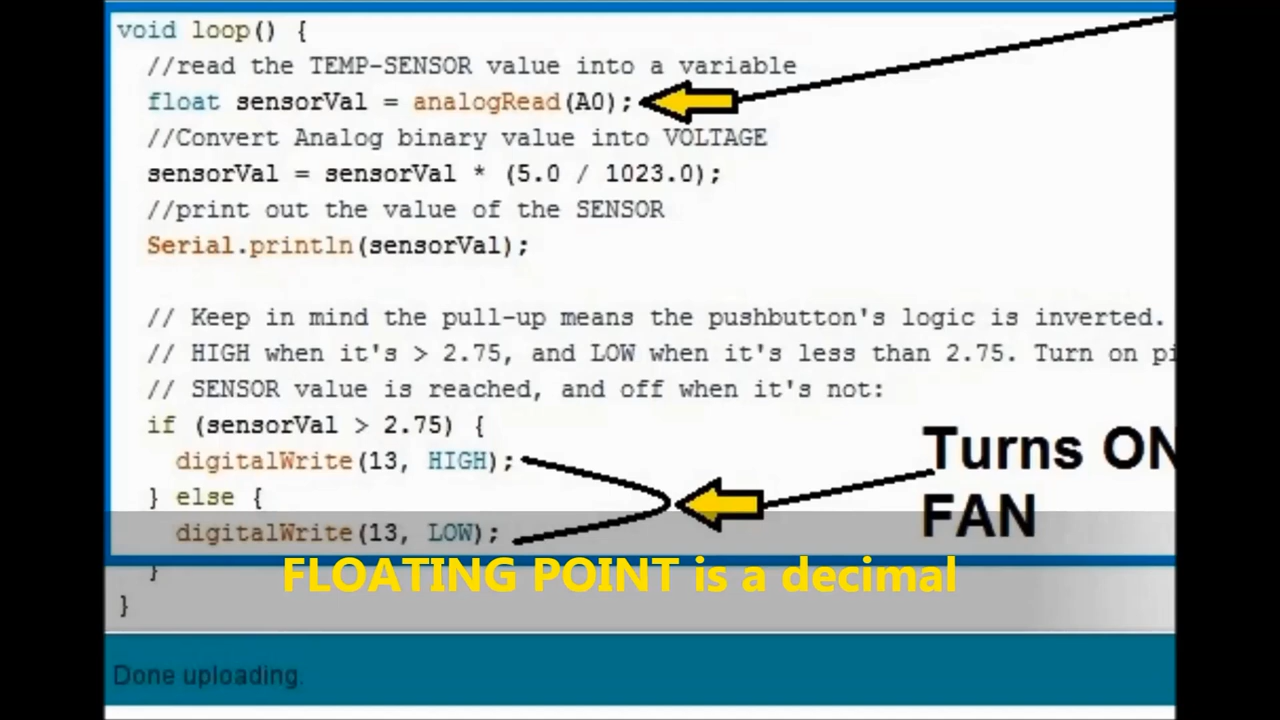 void loop() {
//read the TEMP-SENSOR value into a variable
float sensorVal = analogRead(A0);
//Convert Analog binary value into VOLTAGE
sensorVal = sensorVal * (5.0 / 1023.0);
//print out the value of the SENSOR
Serial.println(sensorVal);
// Keep in mind the pull-up means the pushbutton's logic is inverted.
// HIGH when it's > 2.75, and LOW when it's less than 2.75. Turn on pi
// SENSOR value is reached, and off when it's not:
if (sensorVal > 2.75) {
digitalWrite(13, HIGH);
Turns ON
} else {
FAN
digitalWrite(13, LOW);
}
FLOATING POINT is a decimal
}
Done uploading.